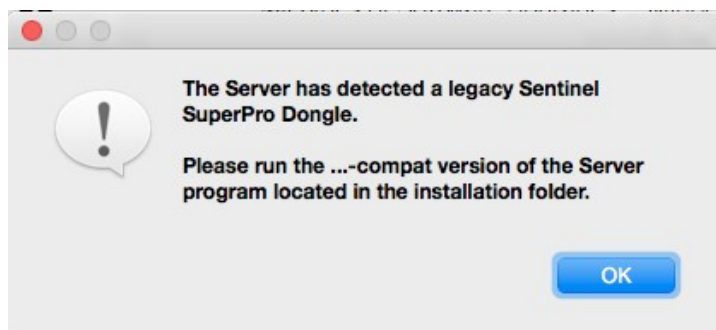 The Server has detected a legacy Sentinel
SuperPro Dongle.
Please run the ...-compat version of the Server
program located in the installation folder.
OK